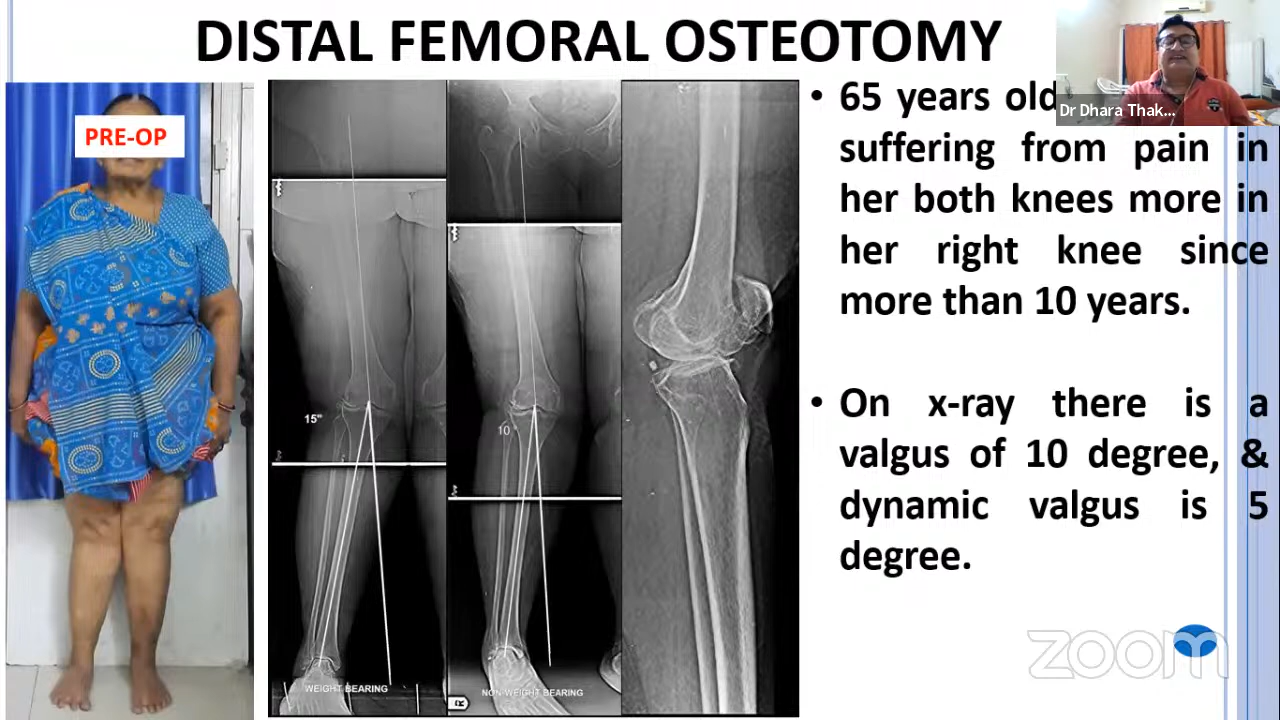 DISTAL FEMORAL OSTEOTOMY
Dr Dhara Thak...
PRE-OP
• 65 years old
suffering from pain in
her both knees more in
her right knee since
more than 10 years.
• On x-ray there is a
valgus of 10 degree, &
dynamic valgus is 5
degree.
15°
10°
WEIGHT BEARING
NON-WEIGHT BEARING
R
zoom